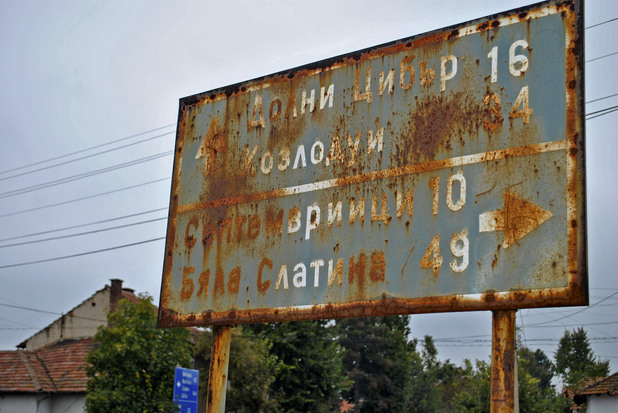 Долни Цибър 16
Козлодуй 34
Септемврийци 10
Бяла Слатина 49